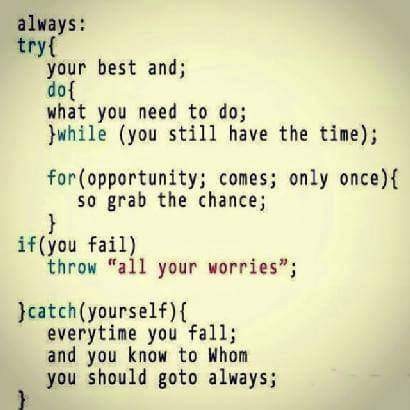 always:
try{
your best and;
do{
what you need to do;
}while (you still have the time);
for(opportunity; comes; only once){
so grab the chance;
}
if(you fail)
throw “all your worries”;
}catch(yourself){
everytime you fall;
and you know to Whom
you should goto always;
}